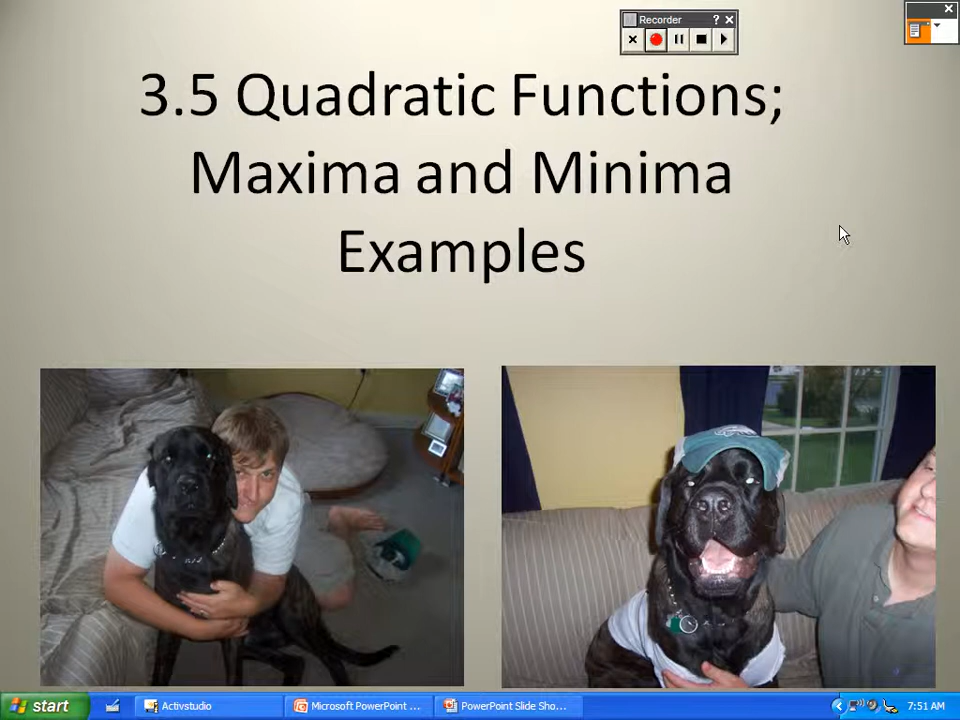 Recorder
3.5 Quadratic Functions;
Maxima and Minima
Examples
start
Activstudio
Microsoft PowerPoint ...
PowerPoint Slide Sho...
7:51 AM